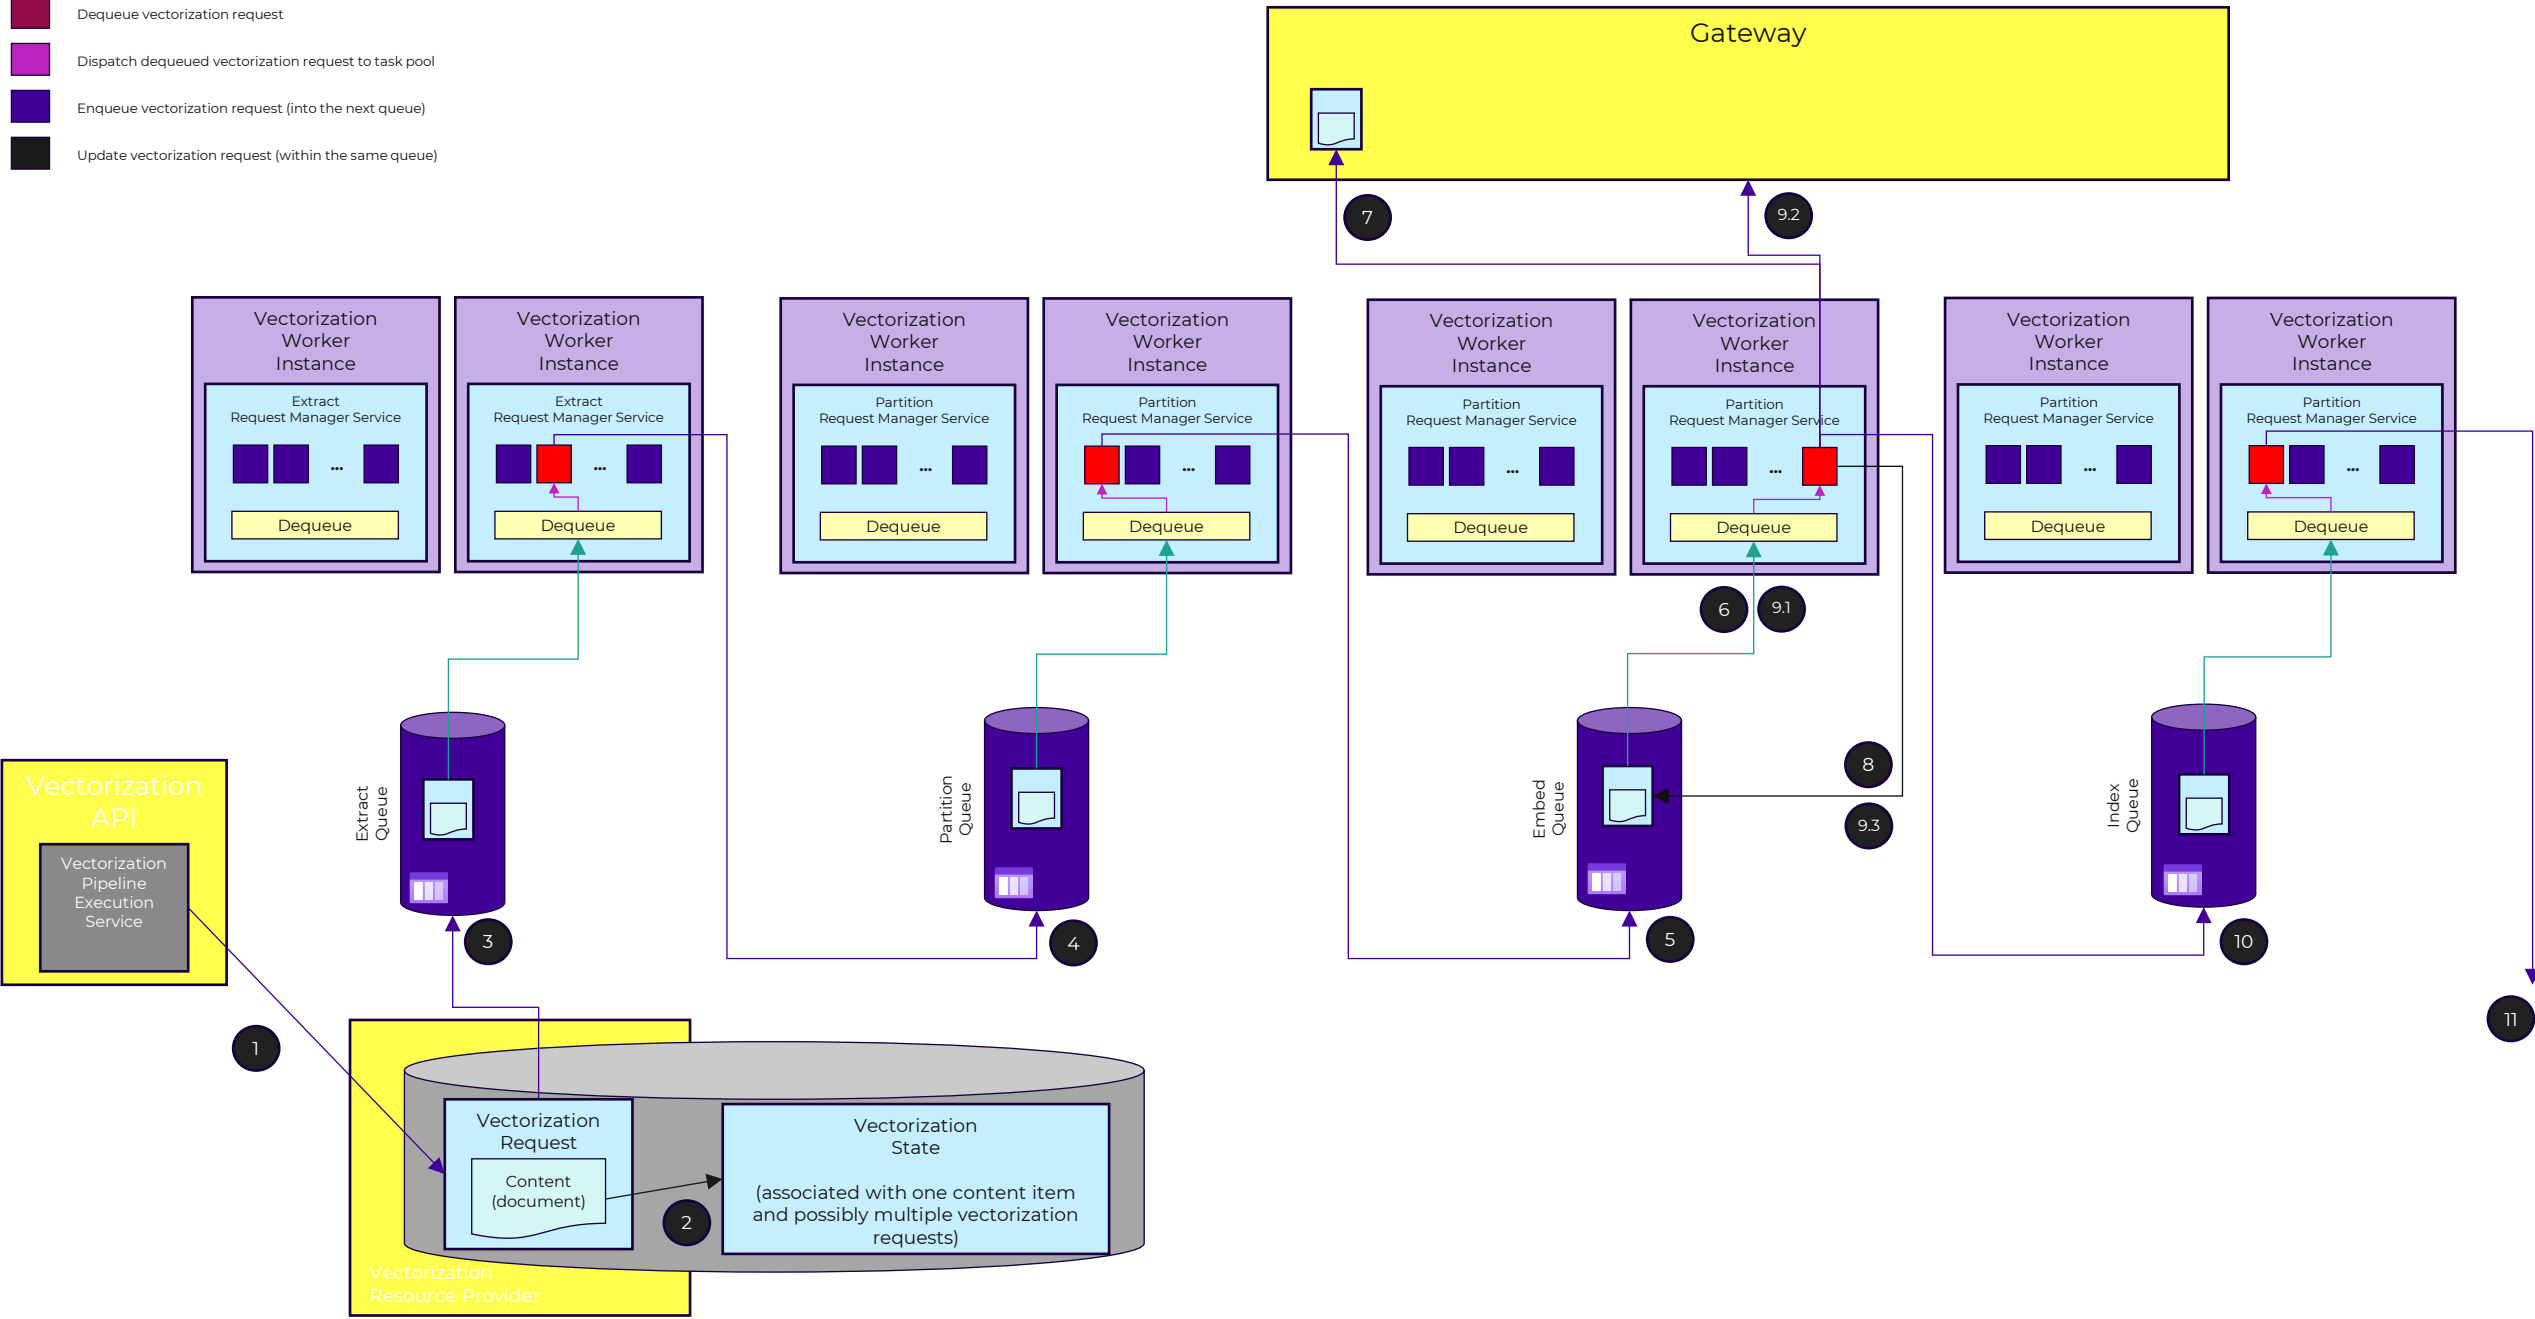 Dequeue vectorization request
Dispatch dequeued vectorization request to task pool
Enqueue vectorization request (into the next queue)
Update vectorization request (within the same queue)
Gateway
7
9.2
Vectorization
Worker
Instance
Extract
Request Manager Service
...
Dequeue
Vectorization
Worker
Instance
Extract
Request Manager Service
...
Dequeue
Vectorization
Worker
Instance
Partition
Request Manager Service
...
Dequeue
Vectorization
Worker
Instance
Partition
Request Manager Service
...
Dequeue
Vectorization
Worker
Instance
Partition
Request Manager Service
...
Dequeue
Vectorization
Worker
Instance
Partition
Request Manager Service
...
Dequeue
Vectorization
Worker
Instance
Partition
Request Manager Service
...
Dequeue
Vectorization
Worker
Instance
Partition
Request Manager Service
...
Dequeue
6
9.1
Vectorization
API
Vectorization
Pipeline
Execution
Service
Extract
Queue
Partition
Queue
Embed
Queue
8
9.3
Index
Queue
3
4
5
10
11
1
Vectorization
Request
Content
(document)
2
Vectorization
State
(associated with one content item
and possibly multiple vectorization
requests)
Vectorization
Resource Provider